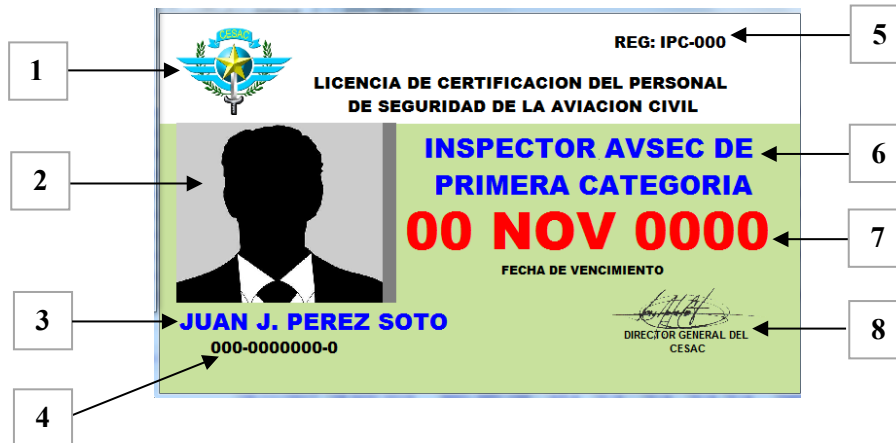 CESAC
REG: IPC-000
LICENCIA DE CERTIFICACION DEL PERSONAL
DE SEGURIDAD DE LA AVIACION CIVIL
INSPECTOR AVSEC DE
PRIMERA CATEGORIA
00 NOV 0000
FECHA DE VENCIMIENTO
JUAN J. PEREZ SOTO
000-0000000-0
DIRECTOR GENERAL DEL
CESAC
1
2
3
4
5
6
7
8